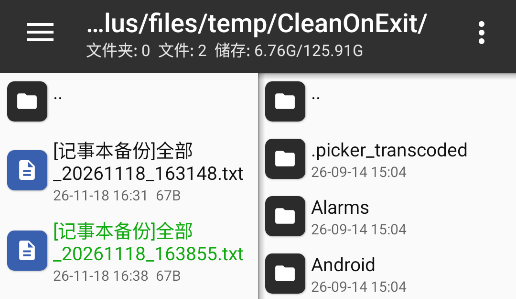 …lus/files/temp/CleanOnExit/
文件夹: 0 文件: 2 储存: 6.76G/125.91G
..
[记事本备份]全部
_20261118_163148.txt
26-11-18 16:31 67B
[记事本备份]全部
_20261118_163855.txt
26-11-18 16:38 67B
..
.picker_transcoded
26-09-14 15:04
Alarms
26-09-14 15:04
Android
26-09-14 15:04